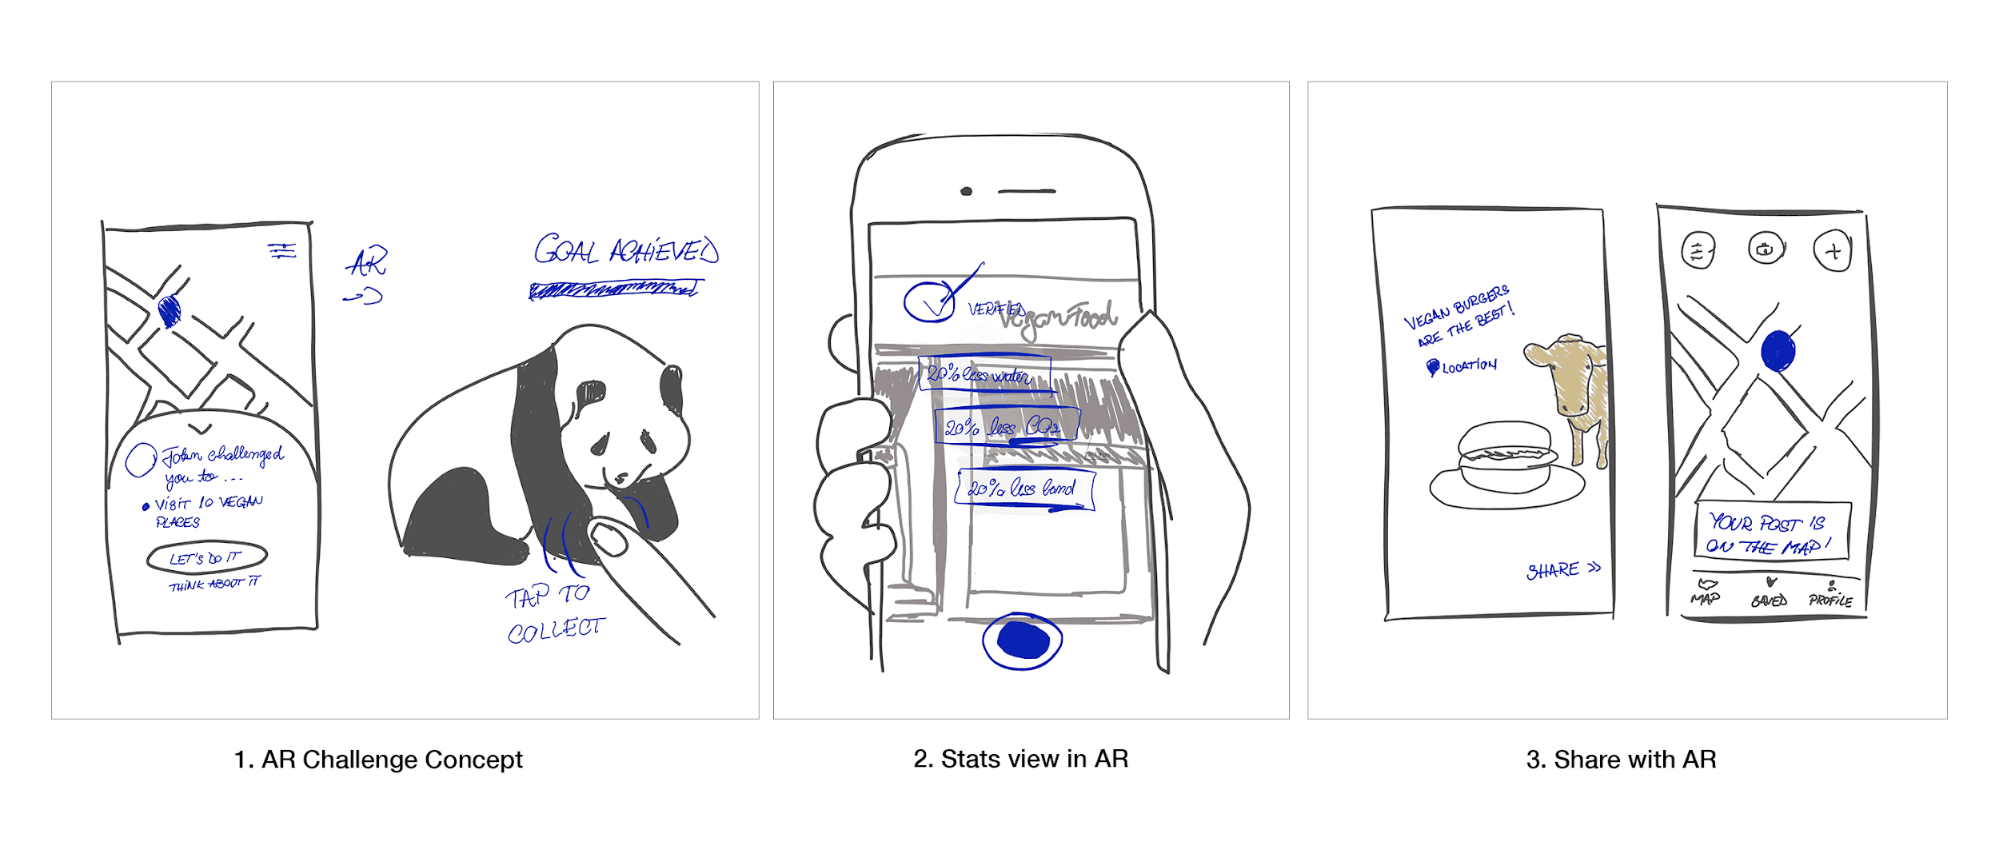 AR
GOAL ACHIEVED
John challenged
you to ...
• VISIT 10 VEGAN
PLACES
LET'S DO IT
THINK ABOUT IT
TAP TO
COLLECT
1. AR Challenge Concept
VERIFIED
Vegan Food
20% less water
20% less CO2
20% less land
2. Stats view in AR
VEGAN BURGERS
ARE THE BEST!
LOCATION
SHARE >>
YOUR POST IS
ON THE MAP!
MAP
SAVED
PROFILE
3. Share with AR